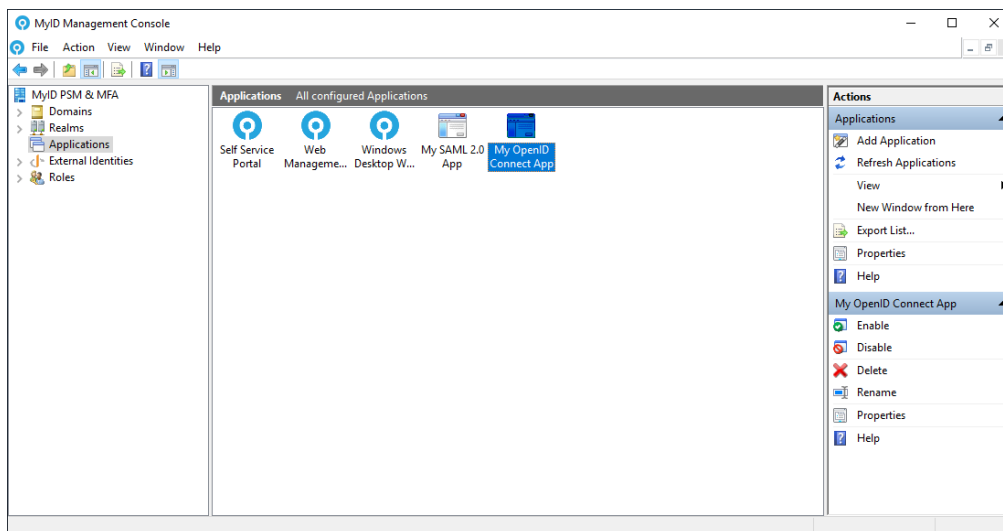 MyID Management Console
File Action View Window Help
MyID PSM & MFA
Domains
Realms
Applications
External Identities
Roles
Applications All configured Applications
Self Service
Portal
Web
Manageme...
Windows
Desktop W...
My SAML 2.0
App
My OpenID
Connect App
Actions
Applications
Add Application
Refresh Applications
View
New Window from Here
Export List...
Properties
Help
My OpenID Connect App
Enable
Disable
Delete
Rename
Properties
Help